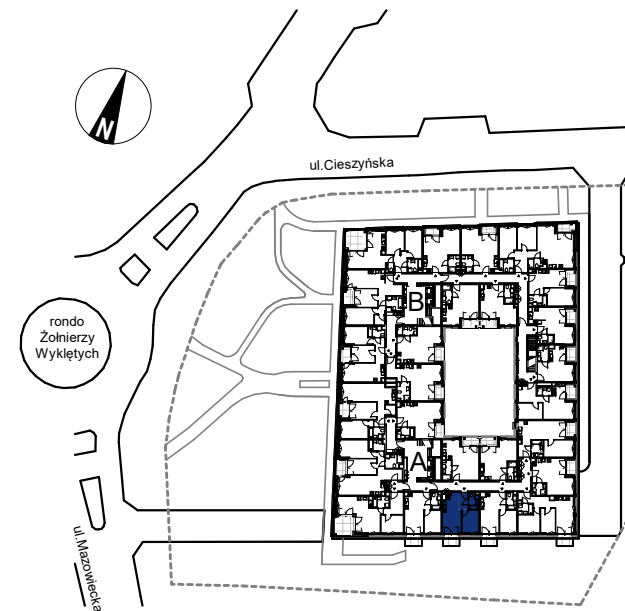 N
ul.Cieszyńska
B
rondo
Żołnierzy
Wyklętych
A
ul.Mazowiecka